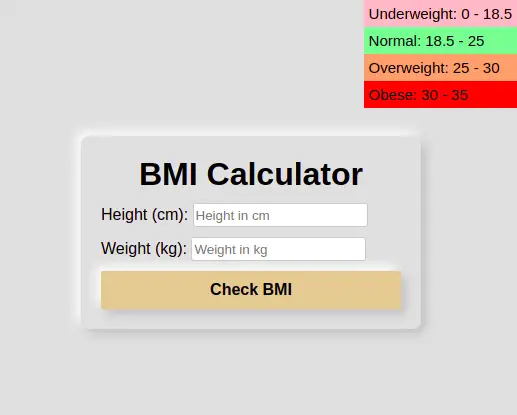 Underweight: 0 - 18.5
Normal: 18.5 - 25
Overweight: 25 - 30
Obese: 30 - 35
BMI Calculator
Height (cm): Height in cm
Weight (kg): Weight in kg
Check BMI